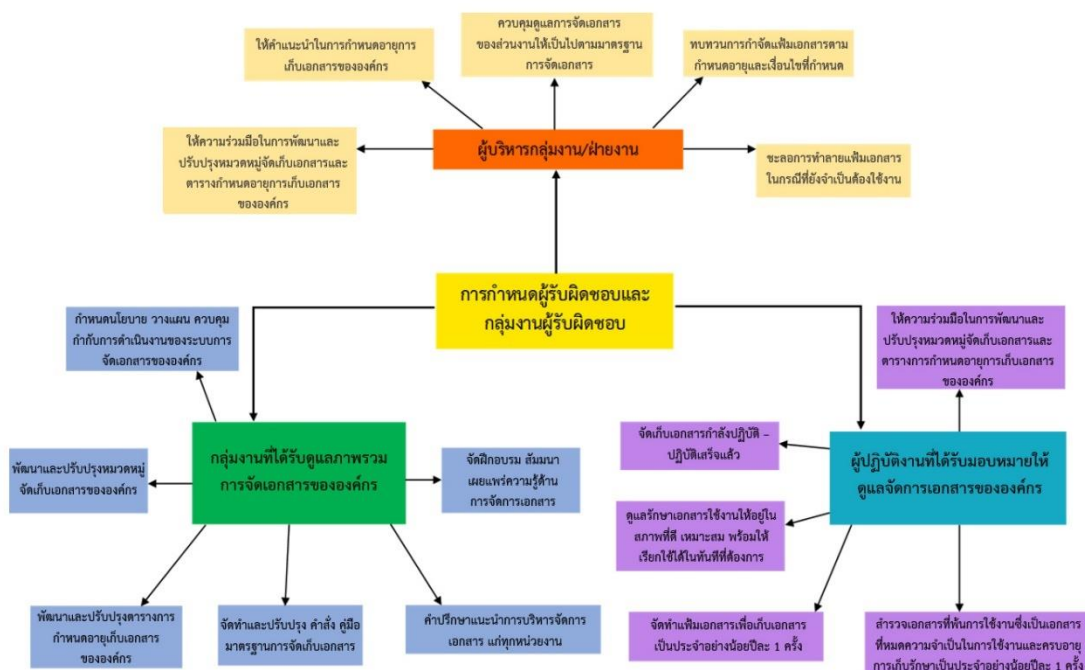 ควบคุมดูแลการจัดเอกสาร
ของส่วนงานให้เป็นไปตามมาตรฐาน
การจัดเอกสาร
ให้คำแนะนำในการกำหนดอายุการ
เก็บเอกสารขององค์กร
ทบทวนการกำจัดแฟ้มเอกสารตาม
กำหนดอายุและเงื่อนไขที่กำหนด
ให้ความร่วมมือในการพัฒนาและ
ปรับปรุงหมวดหมู่จัดเก็บเอกสารและ
ตารางกำหนดอายุการเก็บเอกสาร
ขององค์กร
ผู้บริหารกลุ่มงาน/ฝ่ายงาน
ชะลอการทำลายแฟ้มเอกสาร
ในกรณีที่ยังจำเป็นต้องใช้งาน
การกำหนดผู้รับผิดชอบและ
กลุ่มงานผู้รับผิดชอบ
กำหนดนโยบาย วางแผน ควบคุม
กำกับการดำเนินงานของระบบการ
จัดเอกสารขององค์กร
ให้ความร่วมมือในการพัฒนาและ
ปรับปรุงหมวดหมู่จัดเก็บเอกสารและ
ตารางการกำหนดอายุการเก็บเอกสาร
ขององค์กร
พัฒนาและปรับปรุงหมวดหมู่
จัดเก็บเอกสารขององค์กร
กลุ่มงานที่ได้รับดูแลภาพรวม
การจัดเอกสารขององค์กร
จัดฝึกอบรม สัมมนา
เผยแพร่ความรู้ด้าน
การจัดการเอกสาร
จัดเก็บเอกสารกำลังปฏิบัติ –
ปฏิบัติเสร็จแล้ว
ผู้ปฏิบัติงานที่ได้รับมอบหมายให้
ดูแลจัดการเอกสารขององค์กร
ดูแลรักษาเอกสารใช้งานให้อยู่ใน
สภาพที่ดี เหมาะสม พร้อมให้
เรียกใช้ได้ในทันทีที่ต้องการ
พัฒนาและปรับปรุงตารางการ
กำหนดอายุเก็บเอกสาร
ขององค์กร
จัดทำและปรับปรุง คำสั่ง คู่มือ
มาตรฐานการจัดเก็บเอกสาร
คำปรึกษาแนะนำการบริหารจัดการ
เอกสาร แก่ทุกหน่วยงาน
จัดทำแฟ้มเอกสารเพื่อเก็บเอกสาร
เป็นประจำอย่างน้อยปีละ 1 ครั้ง
สำรวจเอกสารที่พ้นการใช้งานซึ่งเป็นเอกสาร
ที่หมดความจำเป็นในการใช้งานและครบอายุ
การเก็บรักษาเป็นประจำอย่างน้อยปีละ 1 ครั้ง